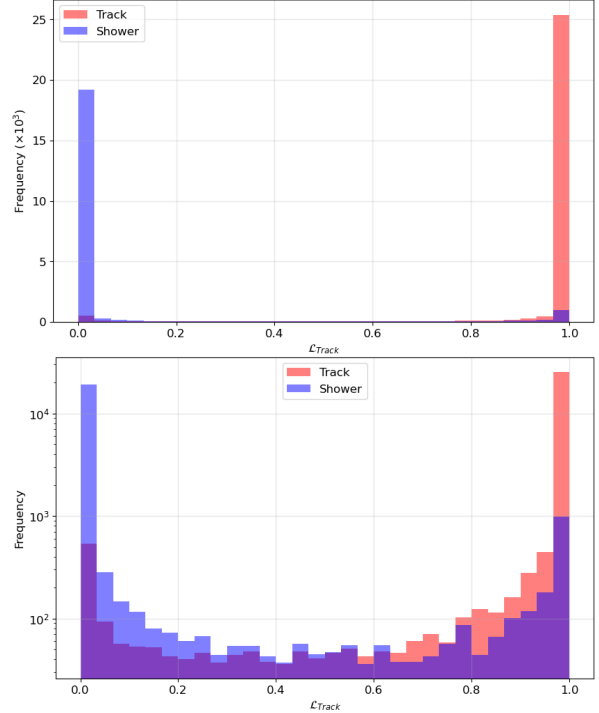 Track
Shower
Frequency (×10³)
25
20
15
10
5
0
0.0 0.2 0.4 0.6 0.8 1.0
ℒ_Track
Track
Shower
Frequency
10⁴
10³
10²
0.0 0.2 0.4 0.6 0.8 1.0
ℒ_Track